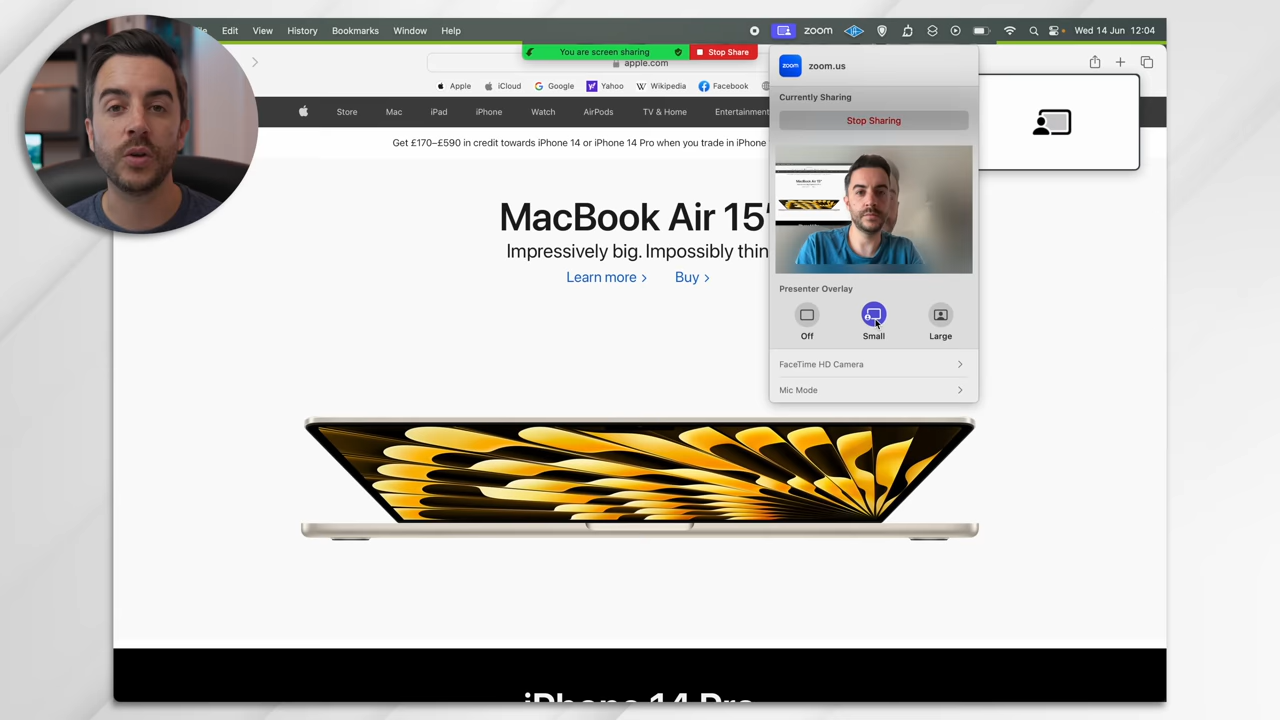 Edit View History Bookmarks Window Help zoom Wed 14 Jun 12:04
You are screen sharing Stop Share
apple.com
Apple iCloud Google Yahoo Wikipedia Facebook
Store Mac iPad iPhone Watch AirPods TV & Home Entertainment
Get £170–£590 in credit towards iPhone 14 or iPhone 14 Pro when you trade in iPhone
MacBook Air 15"
Impressively big. Impossibly thin
Learn more > Buy >
zoom zoom.us
Currently Sharing
Stop Sharing
Presenter Overlay
Off Small Large
FaceTime HD Camera
Mic Mode
iPhone 14 Pro